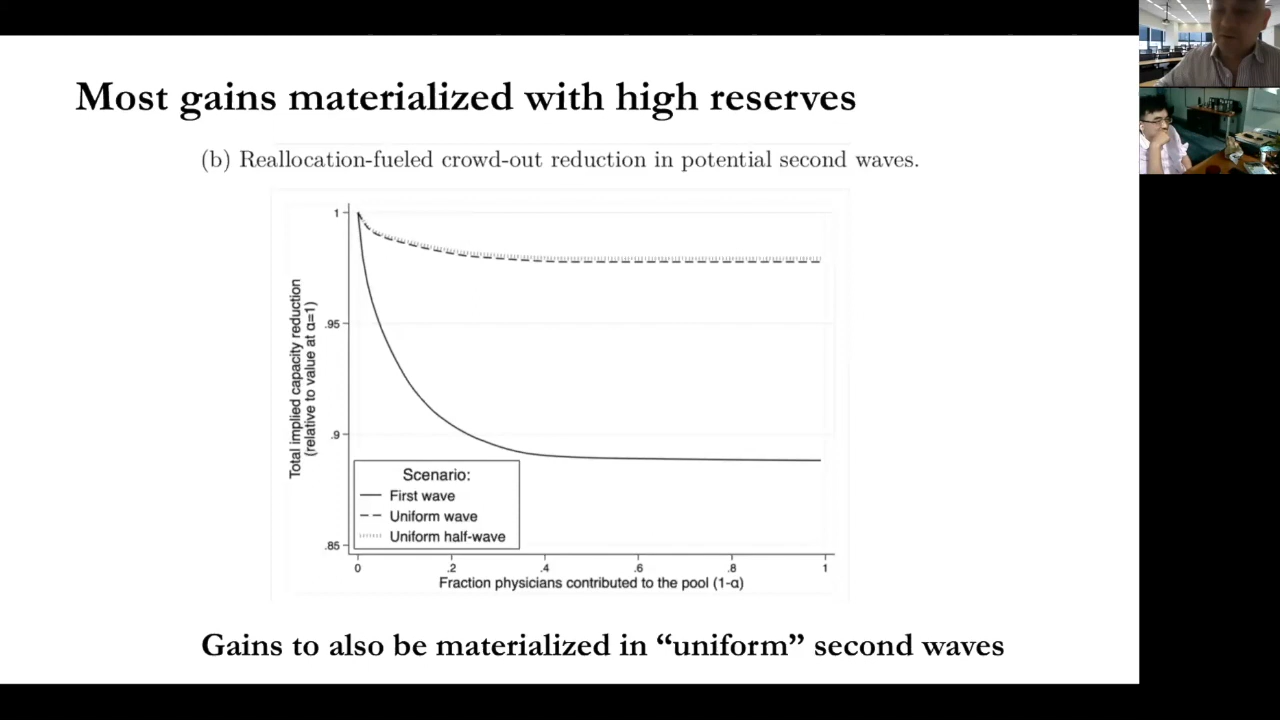 Most gains materialized with high reserves
(b) Reallocation-fueled crowd-out reduction in potential second waves.
Total implied capacity reduction
(relative to value at α=1)
1
.95
.9
.85
Scenario:
First wave
Uniform wave
Uniform half-wave
0
.2
.4
.6
.8
1
Fraction physicians contributed to the pool (1-α)
Gains to also be materialized in “uniform” second waves